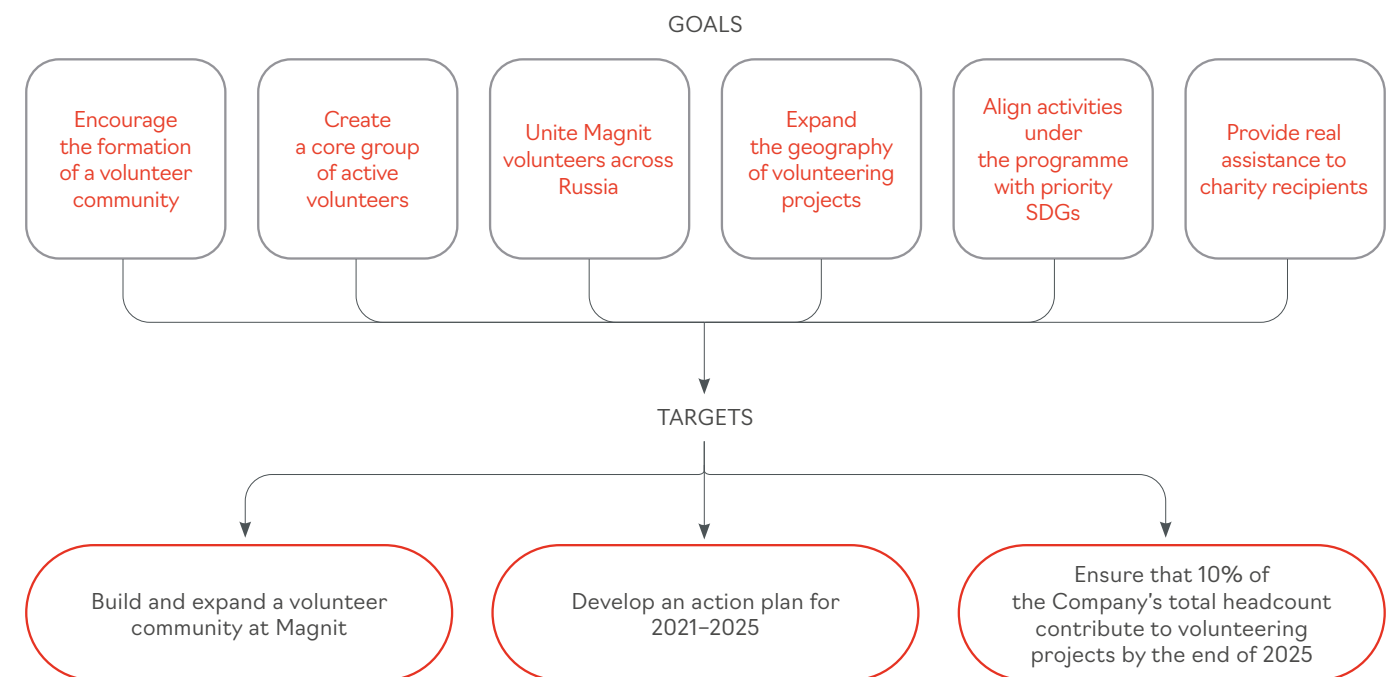 GOALS
Encourage
the formation
of a volunteer
community
Create
a core group
of active
volunteers
Unite Magnit
volunteers across
Russia
Expand
the geography
of volunteering
projects
Align activities
under
the programme
with priority
SDGs
Provide real
assistance to
charity recipients
TARGETS
Build and expand a volunteer
community at Magnit
Develop an action plan for
2021–2025
Ensure that 10% of
the Company's total headcount
contribute to volunteering
projects by the end of 2025